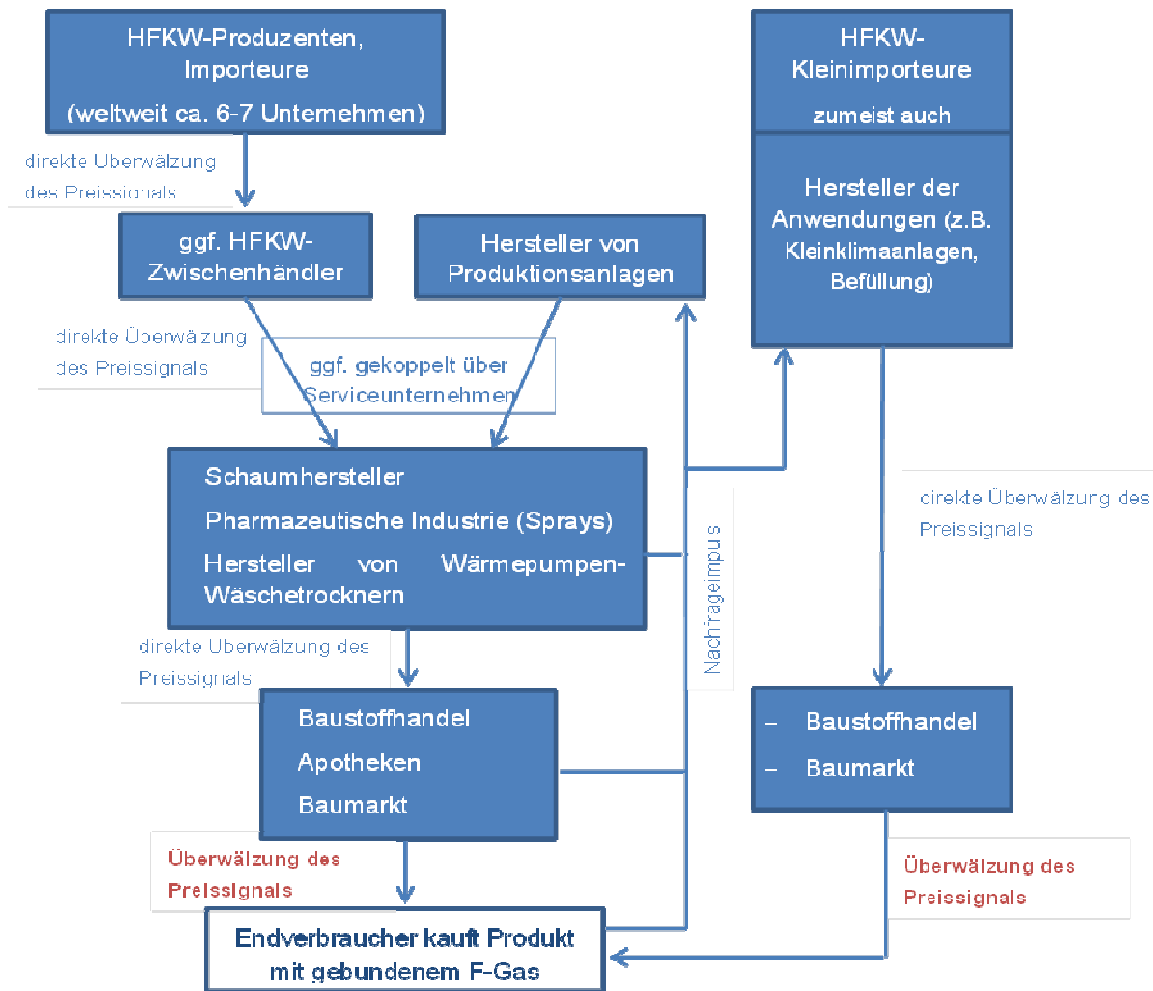 HFKW-Produzenten,
Importeure
(weltweit ca. 6-7 Unternehmen)
HFKW-
Kleinimporteure
zumeist auch
Hersteller der
Anwendungen (z.B.
Kleinklimaanlagen,
Befüllung)
direkte Überwälzung
des Preissignals
ggf. HFKW-
Zwischenhändler
Hersteller von
Produktionsanlagen
direkte Überwälzung
des Preissignals
ggf. gekoppelt über
Serviceunternehmen
Schaumhersteller
Pharmazeutische Industrie (Sprays)
Hersteller von Wärmepumpen-
Wäschetrocknern
Nachfrageimpus
direkte Überwälzung des
Preissignals
direkte Überwälzung des
Preissignals
Baustoffhandel
Apotheken
Baumarkt
– Baustoffhandel
– Baumarkt
Überwälzung des
Preissignals
Überwälzung des
Preissignals
Endverbraucher kauft Produkt
mit gebundenem F-Gas